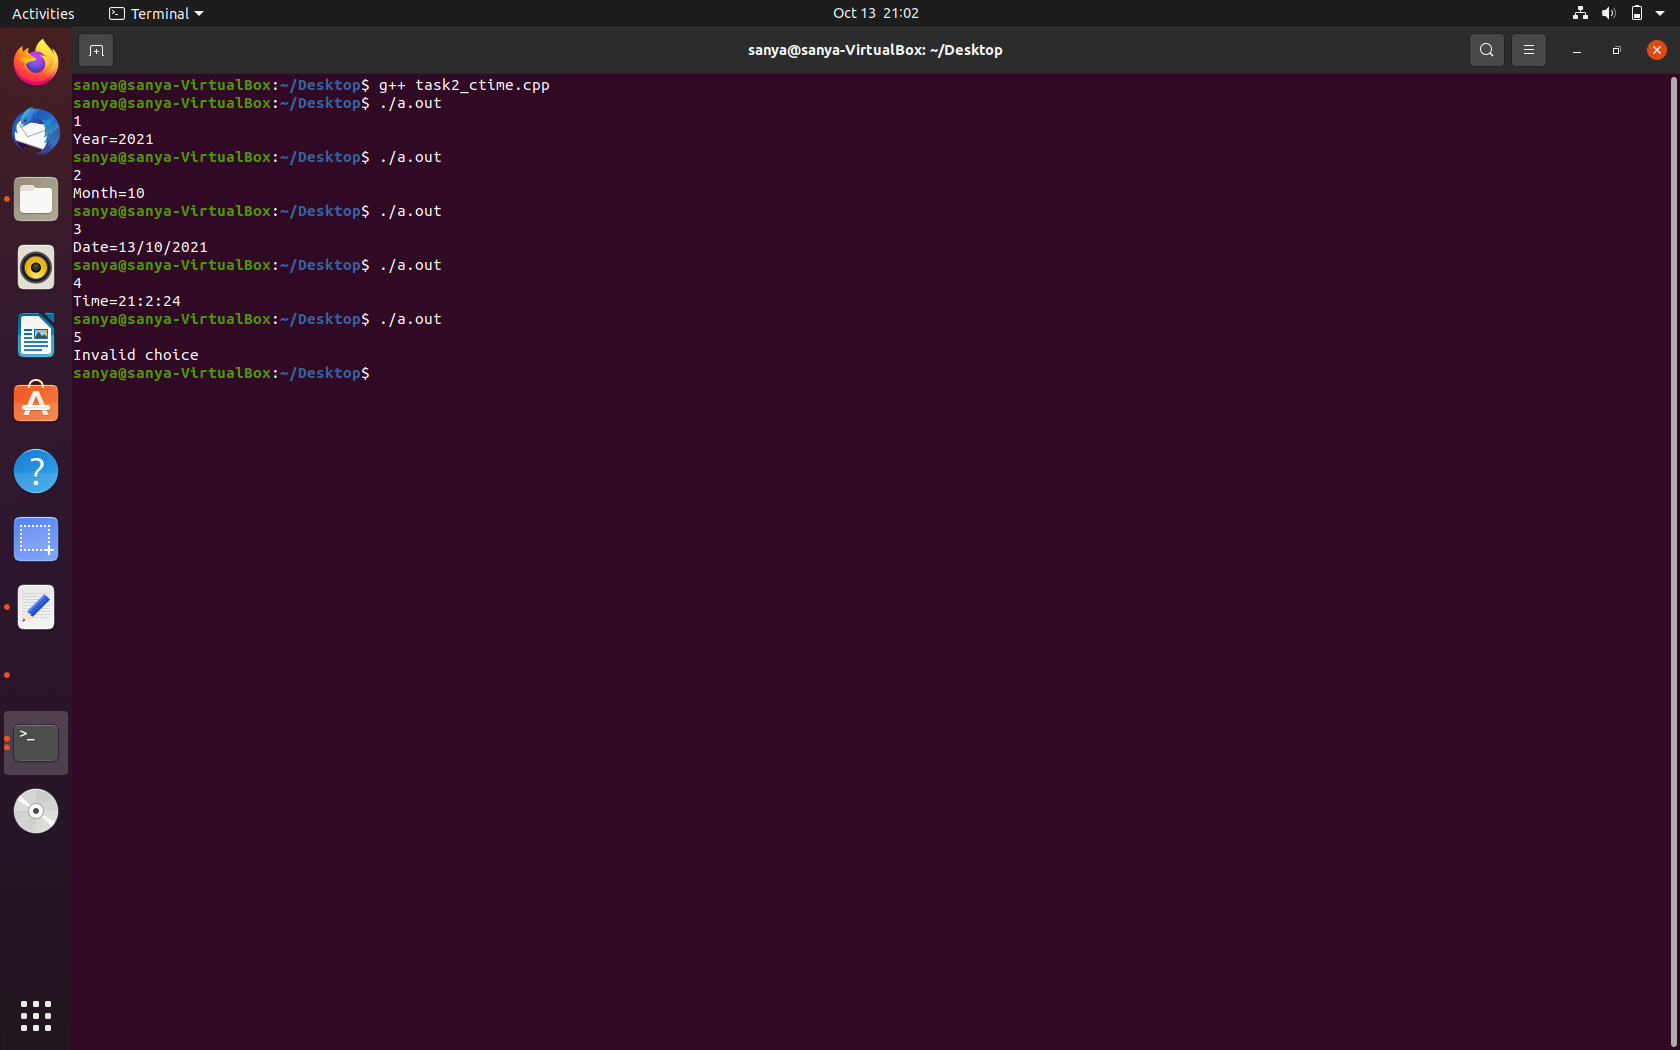 Activities
Terminal
Oct 13 21:02
sanya@sanya-VirtualBox: ~/Desktop
sanya@sanya-VirtualBox:~/Desktop$ g++ task2_ctime.cpp
sanya@sanya-VirtualBox:~/Desktop$ ./a.out
1
Year=2021
sanya@sanya-VirtualBox:~/Desktop$ ./a.out
2
Month=10
sanya@sanya-VirtualBox:~/Desktop$ ./a.out
3
Date=13/10/2021
sanya@sanya-VirtualBox:~/Desktop$ ./a.out
4
Time=21:2:24
sanya@sanya-VirtualBox:~/Desktop$ ./a.out
5
Invalid choice
sanya@sanya-VirtualBox:~/Desktop$